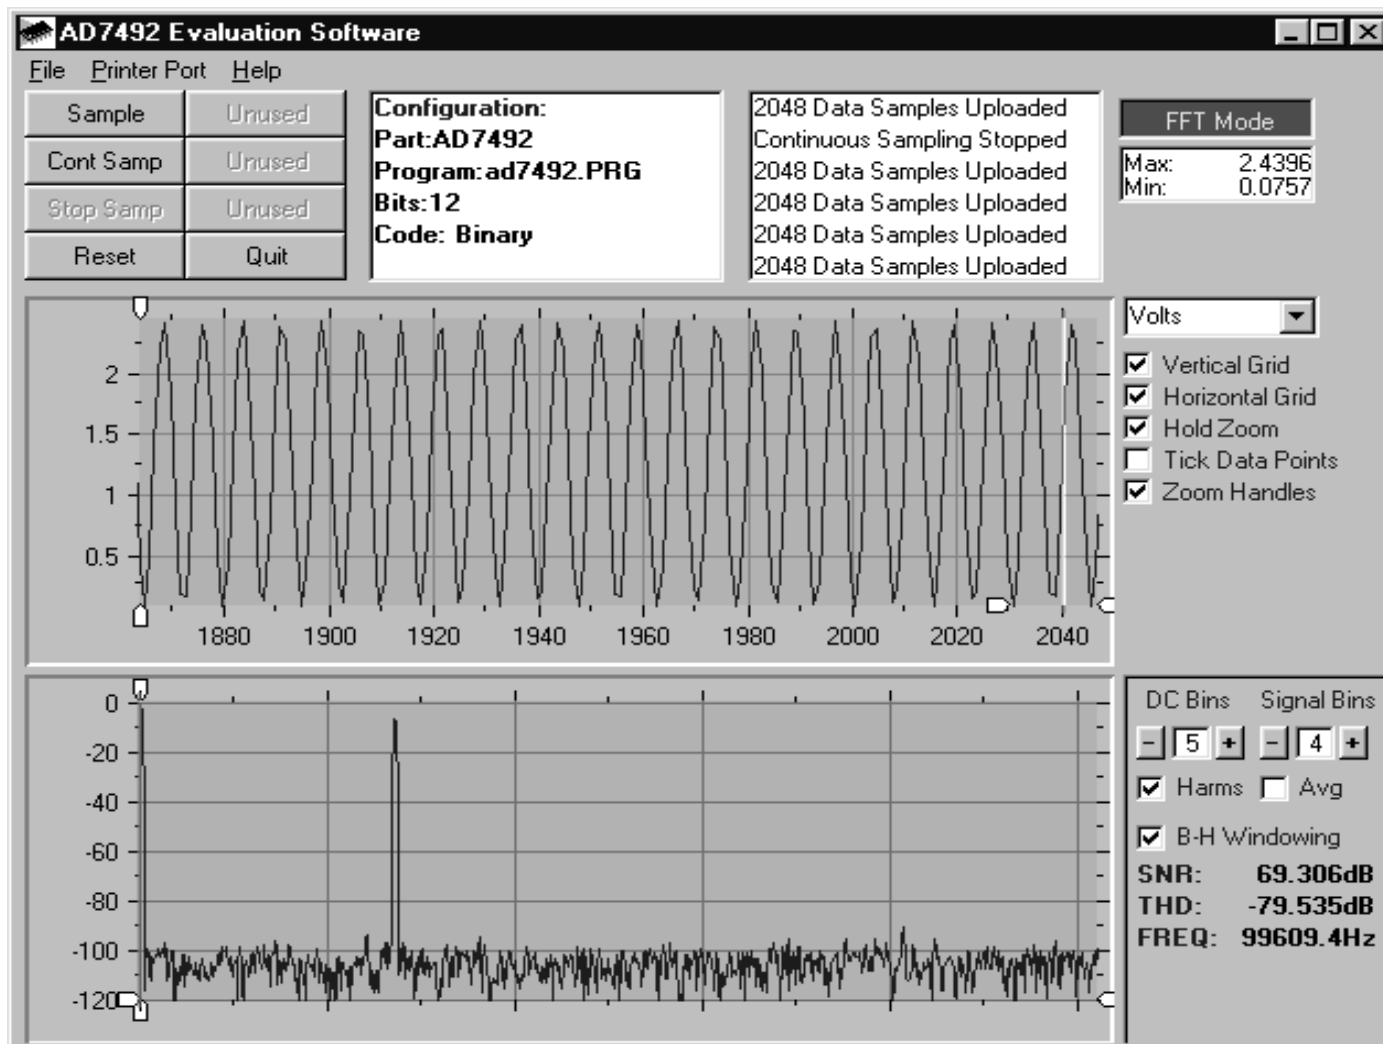 AD7492 Evaluation Software
File Printer Port Help
Sample Unused
Cont Samp Unused
Stop Samp Unused
Reset Quit
Configuration:
Part:AD7492
Program:ad7492.PRG
Bits:12
Code: Binary
2048 Data Samples Uploaded
Continuous Sampling Stopped
2048 Data Samples Uploaded
2048 Data Samples Uploaded
2048 Data Samples Uploaded
2048 Data Samples Uploaded
FFT Mode
Max: 2.4396
Min: 0.0757
2
1.5
1
0.5
1880 1900 1920 1940 1960 1980 2000 2020 2040
Volts
Vertical Grid
Horizontal Grid
Hold Zoom
Tick Data Points
Zoom Handles
0
-20
-40
-60
-80
-100
-120
DC Bins Signal Bins
- 5 + - 4 +
Harms Avg
B-H Windowing
SNR: 69.306dB
THD: -79.535dB
FREQ: 99609.4Hz